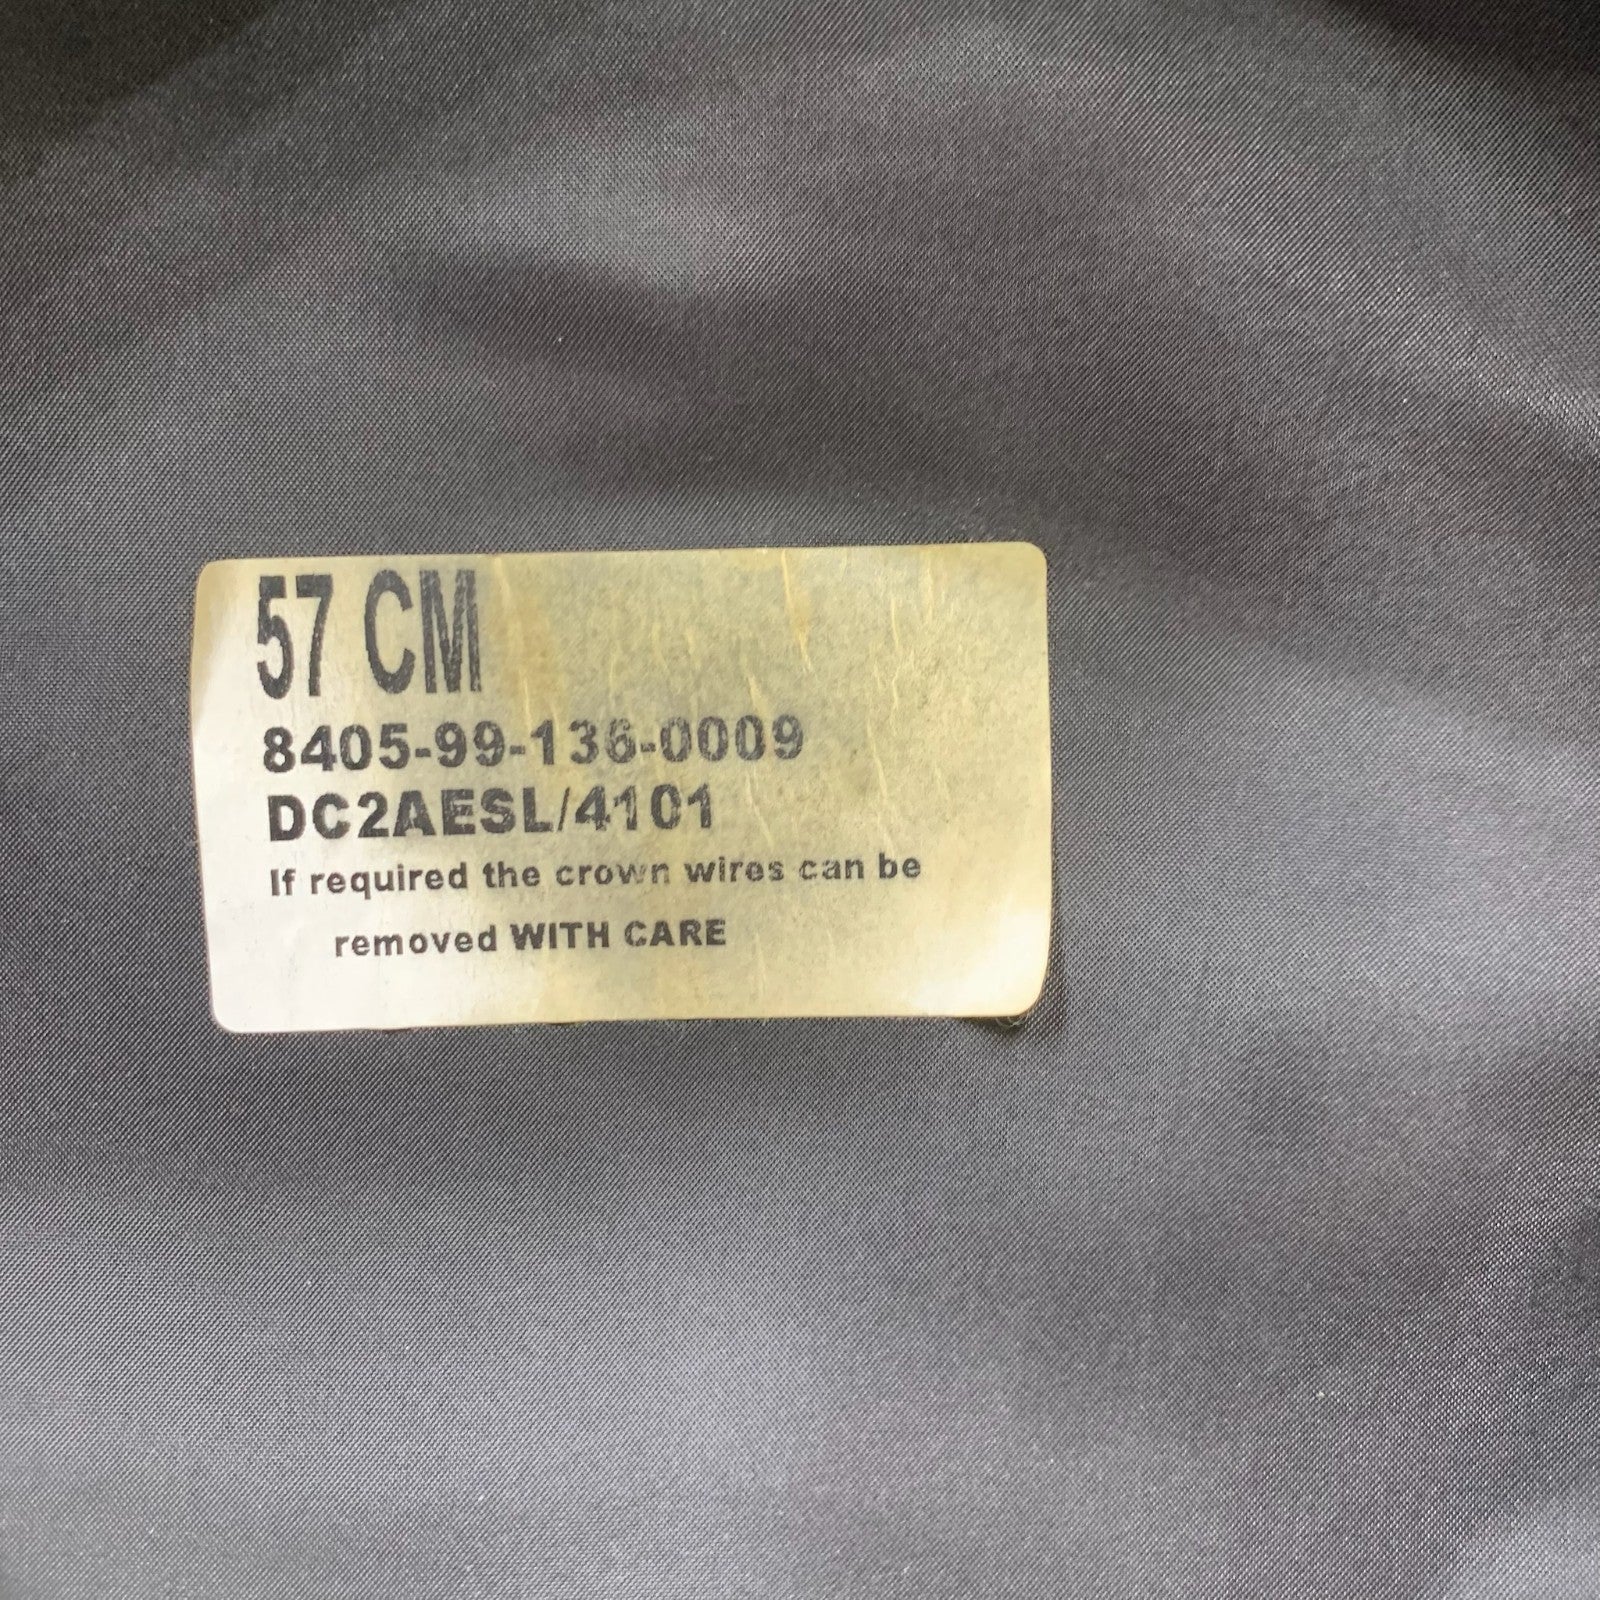 57 CM
8405-99-136-0009
DC2AESL/4101
If required the crown wires can be
removed WITH CARE